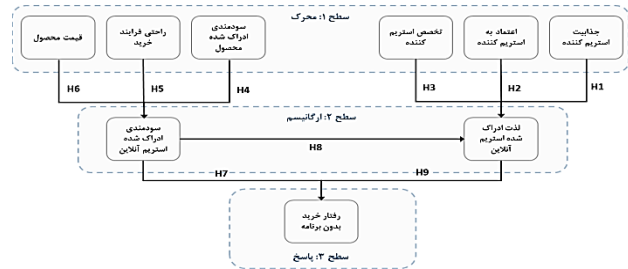 سطح ۱: محرک
جذابیت
استریم کننده
اعتماد به
استریم کننده
تخصص استریم
کننده
سودمندی
ادراک شده
محصول
راحتی فرایند
خرید
قیمت محصول
H1
H2
H3
H4
H5
H6
سطح ۲: ارگانیسم
لذت ادراک
شده استریم
آنلاین
سودمندی
ادراک شده
استریم آنلاین
H8
H9
H7
رفتار خرید
بدون برنامه
سطح ۳: پاسخ